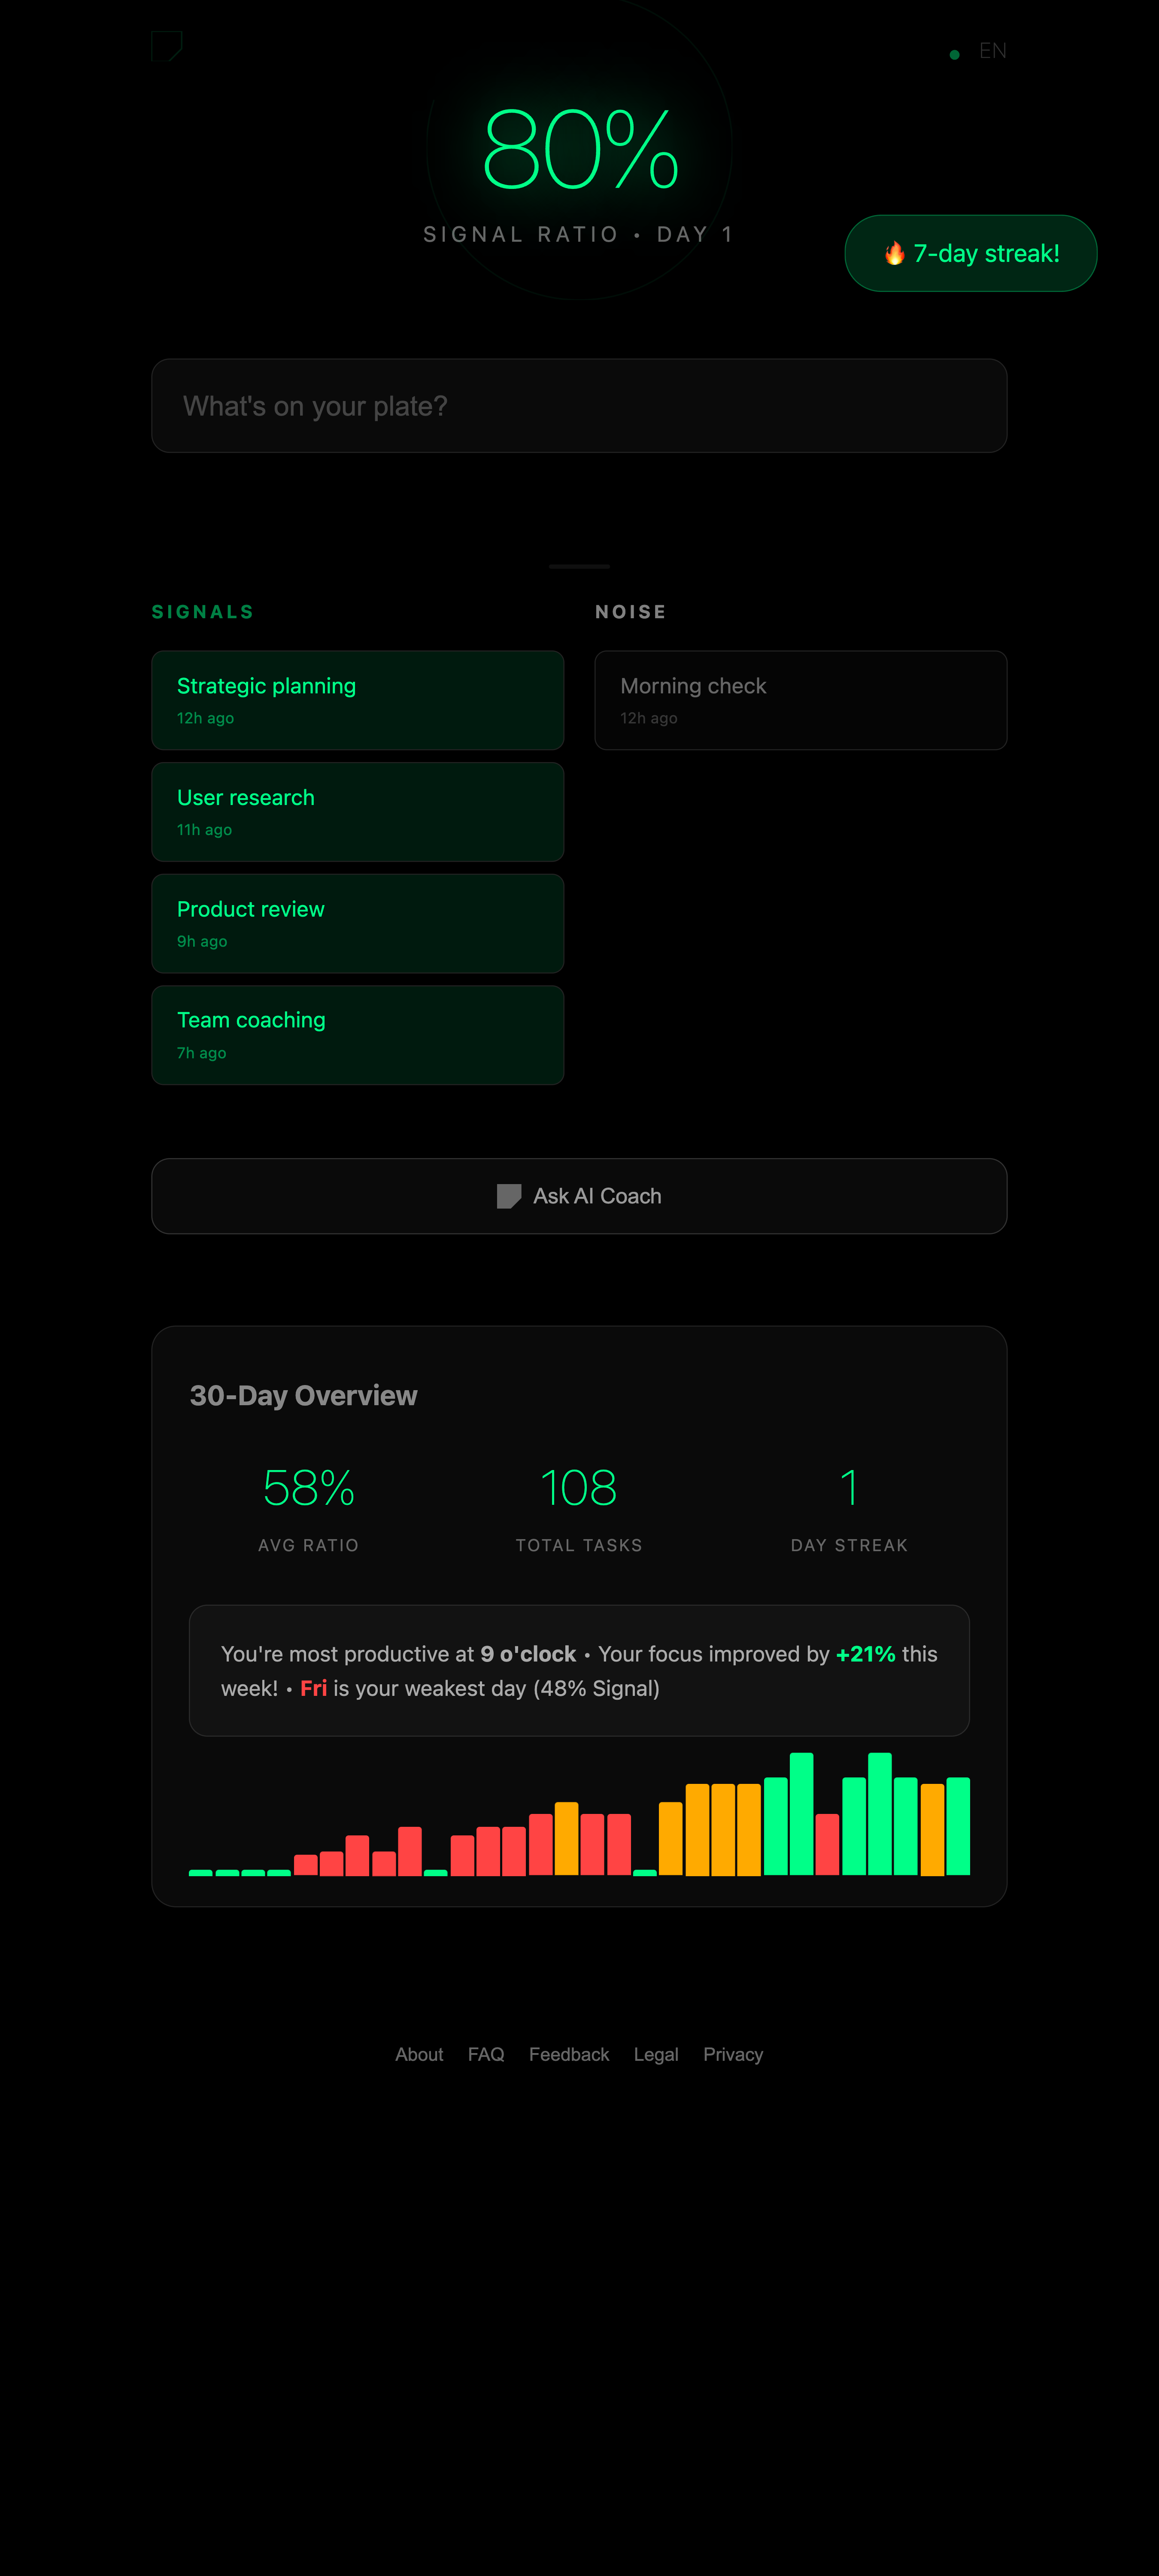 EN
80%
SIGNAL RATIO • DAY 1
🔥 7-day streak!
What's on your plate?
SIGNALS
Strategic planning
12h ago
User research
11h ago
Product review
9h ago
Team coaching
7h ago
NOISE
Morning check
12h ago
Ask AI Coach
30-Day Overview
58%
AVG RATIO
108
TOTAL TASKS
1
DAY STREAK
You're most productive at 9 o'clock • Your focus improved by +21% this
week! • Fri is your weakest day (48% Signal)
About FAQ Feedback Legal Privacy